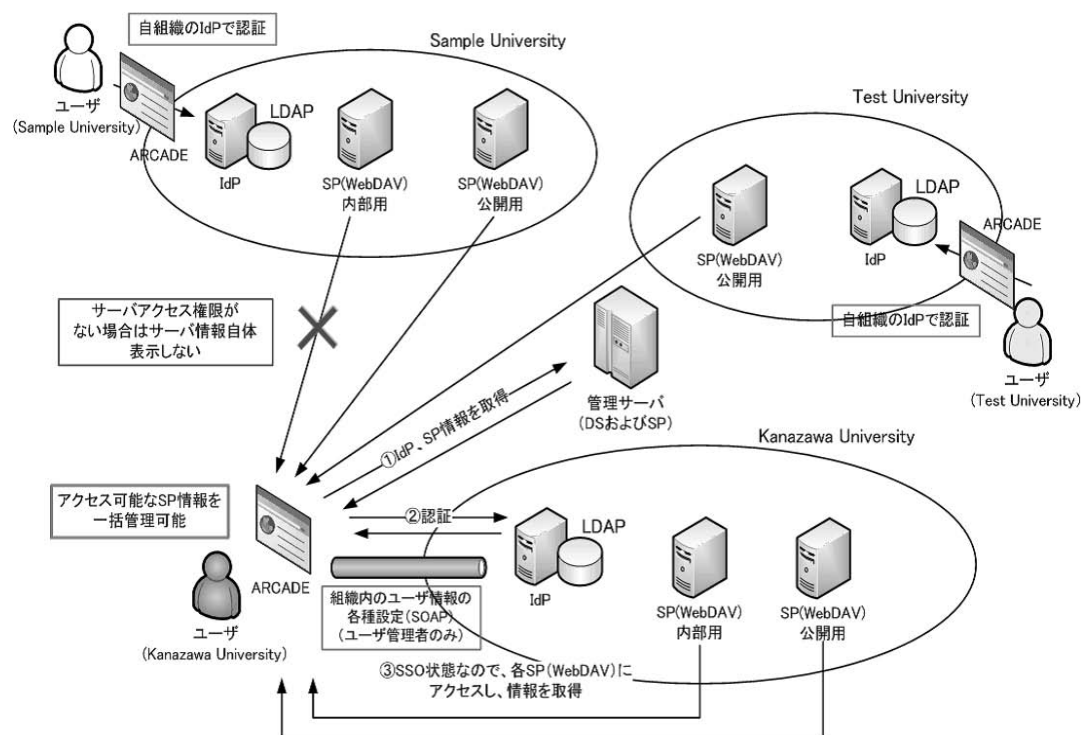 自組織のIdPで認証
Sample University
ユーザ
(Sample University)
ARCADE
LDAP
IdP
SP(WebDAV)
内部用
SP(WebDAV)
公開用
Test University
SP(WebDAV)
公開用
LDAP
IdP
ARCADE
自組織のIdPで認証
ユーザ
(Test University)
サーバアクセス権限が
ない場合はサーバ情報自体
表示しない
管理サーバ
(DSおよびSP)
①IdP、SP情報を取得
Kanazawa University
アクセス可能なSP情報を
一括管理可能
②認証
LDAP
ARCADE
IdP
SP(WebDAV)
内部用
SP(WebDAV)
公開用
ユーザ
(Kanazawa University)
組織内のユーザ情報の
各種設定(SOAP)
(ユーザ管理者のみ)
③SSO状態なので、各SP(WebDAV)に
アクセスし、情報を取得